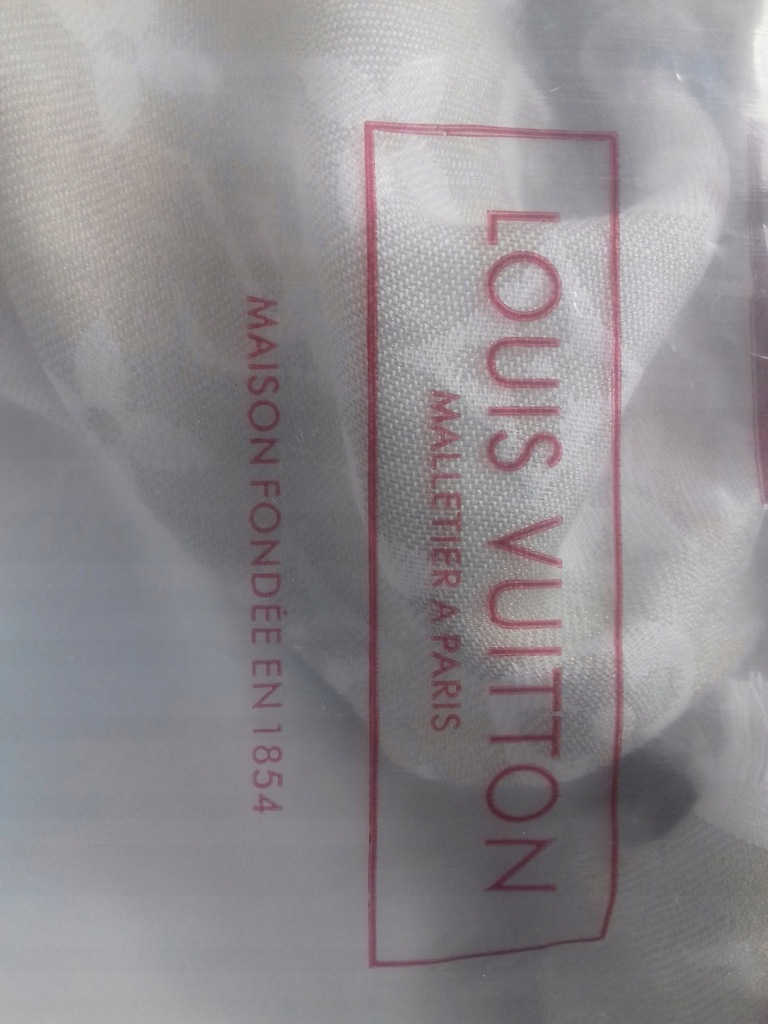 LOUIS VUITTON
MALLETIER A PARIS
MAISON FONDÉE EN 1854